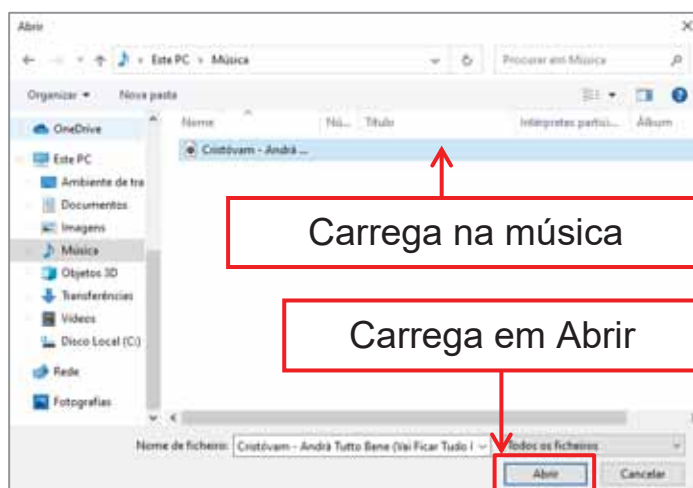 Abrir
Este PC > Música
Procurar em Música
Organizar
Nova pasta
Nome
Nú...
Título
Intérpretes partici...
Álbum
OneDrive
Cristóvam - Andrà ...
Este PC
Ambiente de tra
Documentos
Imagens
Música
Objetos 3D
Transferências
Vídeos
Disco Local (C:)
Rede
Fotografias
Carrega na música
Carrega em Abrir
Nome de ficheiro:
Cristóvam - Andrà Tutto Bene (Vai Ficar Tudo
Todos os ficheiros
Abrir
Cancelar